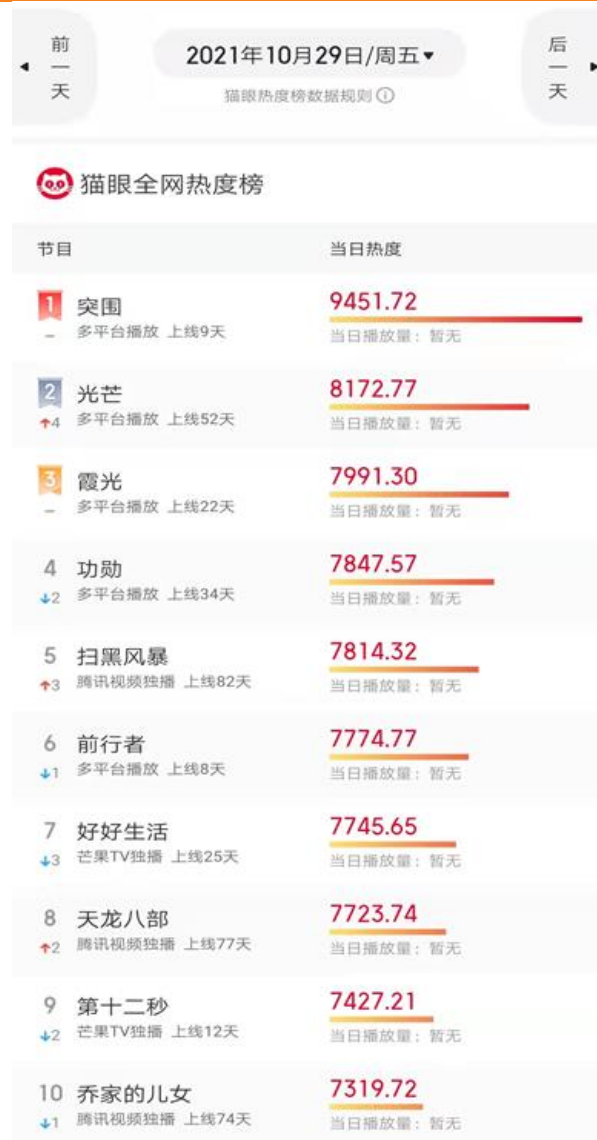 前一天
2021年10月29日/周五▾
后一天
猫眼热度榜数据规则ⓘ
猫眼全网热度榜
节目 当日热度
1 突围 9451.72
– 多平台播放 上线9天 当日播放量：暂无
2 光芒 8172.77
↑4 多平台播放 上线52天 当日播放量：暂无
3 霞光 7991.30
– 多平台播放 上线22天 当日播放量：暂无
4 功勋 7847.57
↓2 多平台播放 上线34天 当日播放量：暂无
5 扫黑风暴 7814.32
↑3 腾讯视频独播 上线82天 当日播放量：暂无
6 前行者 7774.77
↓1 多平台播放 上线8天 当日播放量：暂无
7 好好生活 7745.65
↓3 芒果TV独播 上线25天 当日播放量：暂无
8 天龙八部 7723.74
↑2 腾讯视频独播 上线77天 当日播放量：暂无
9 第十二秒 7427.21
↓2 芒果TV独播 上线12天 当日播放量：暂无
10 乔家的儿女 7319.72
↓1 腾讯视频独播 上线74天 当日播放量：暂无